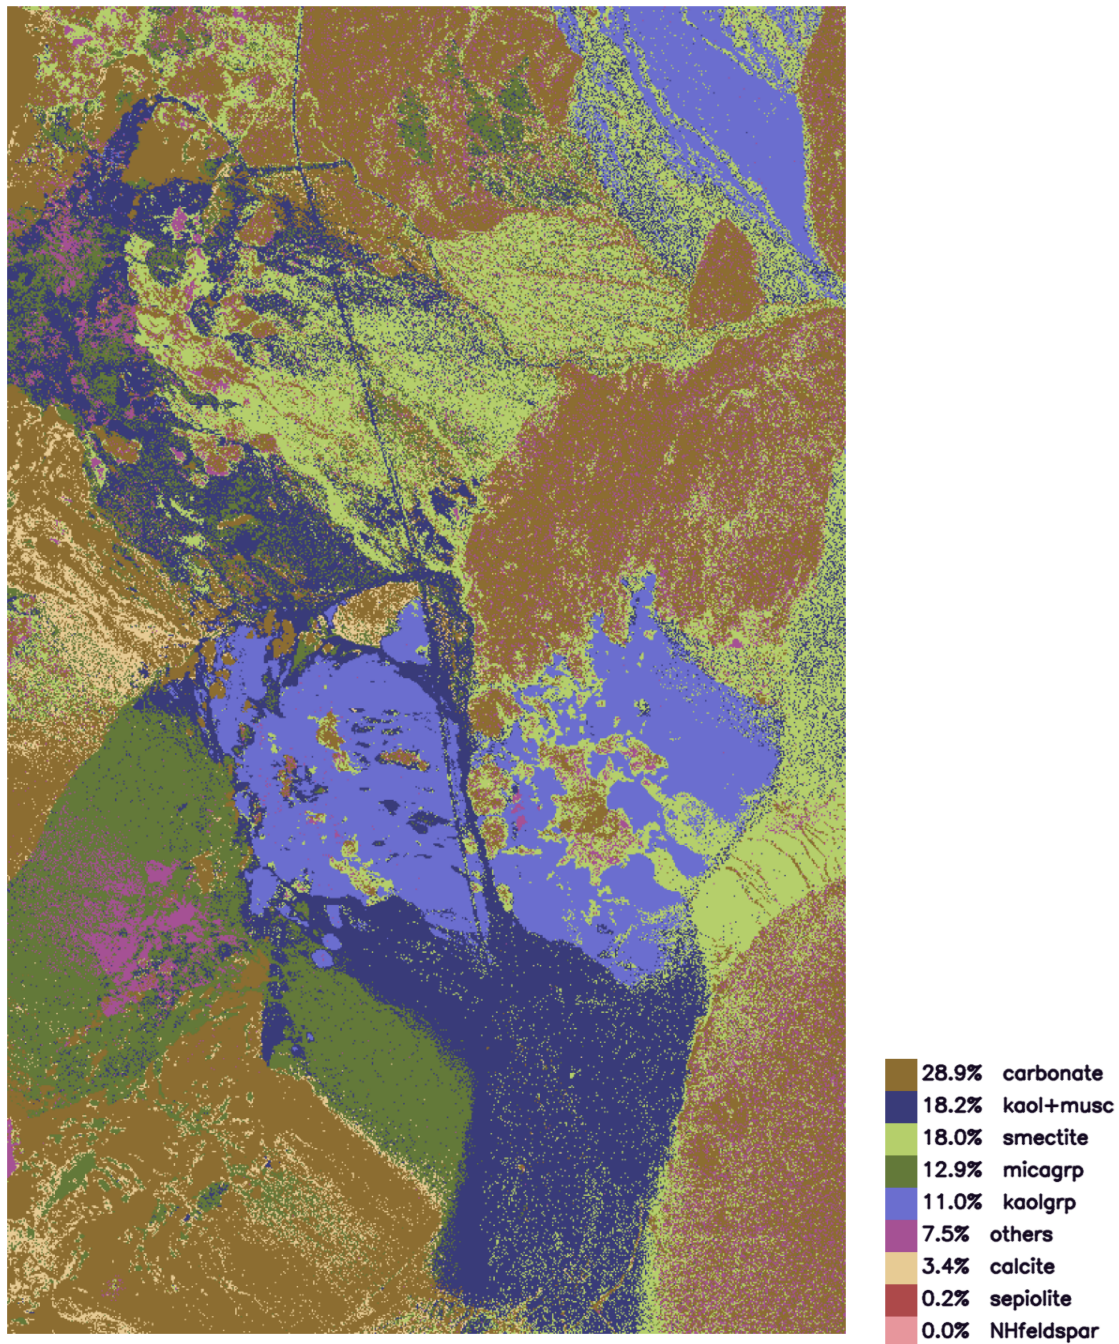 28.9% carbonate
18.2% kaol+musc
18.0% smectite
12.9% micagrp
11.0% kaolgrp
7.5% others
3.4% calcite
0.2% sepiolite
0.0% NHfeldspar